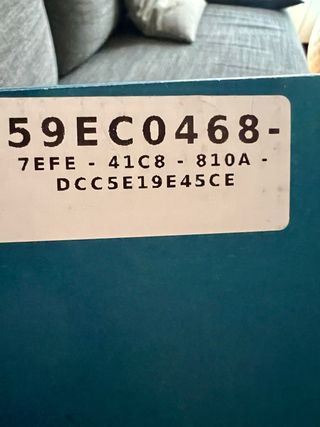 59EC0468-
7EFE - 41C8 - 810A -
DCC5E19E45CE